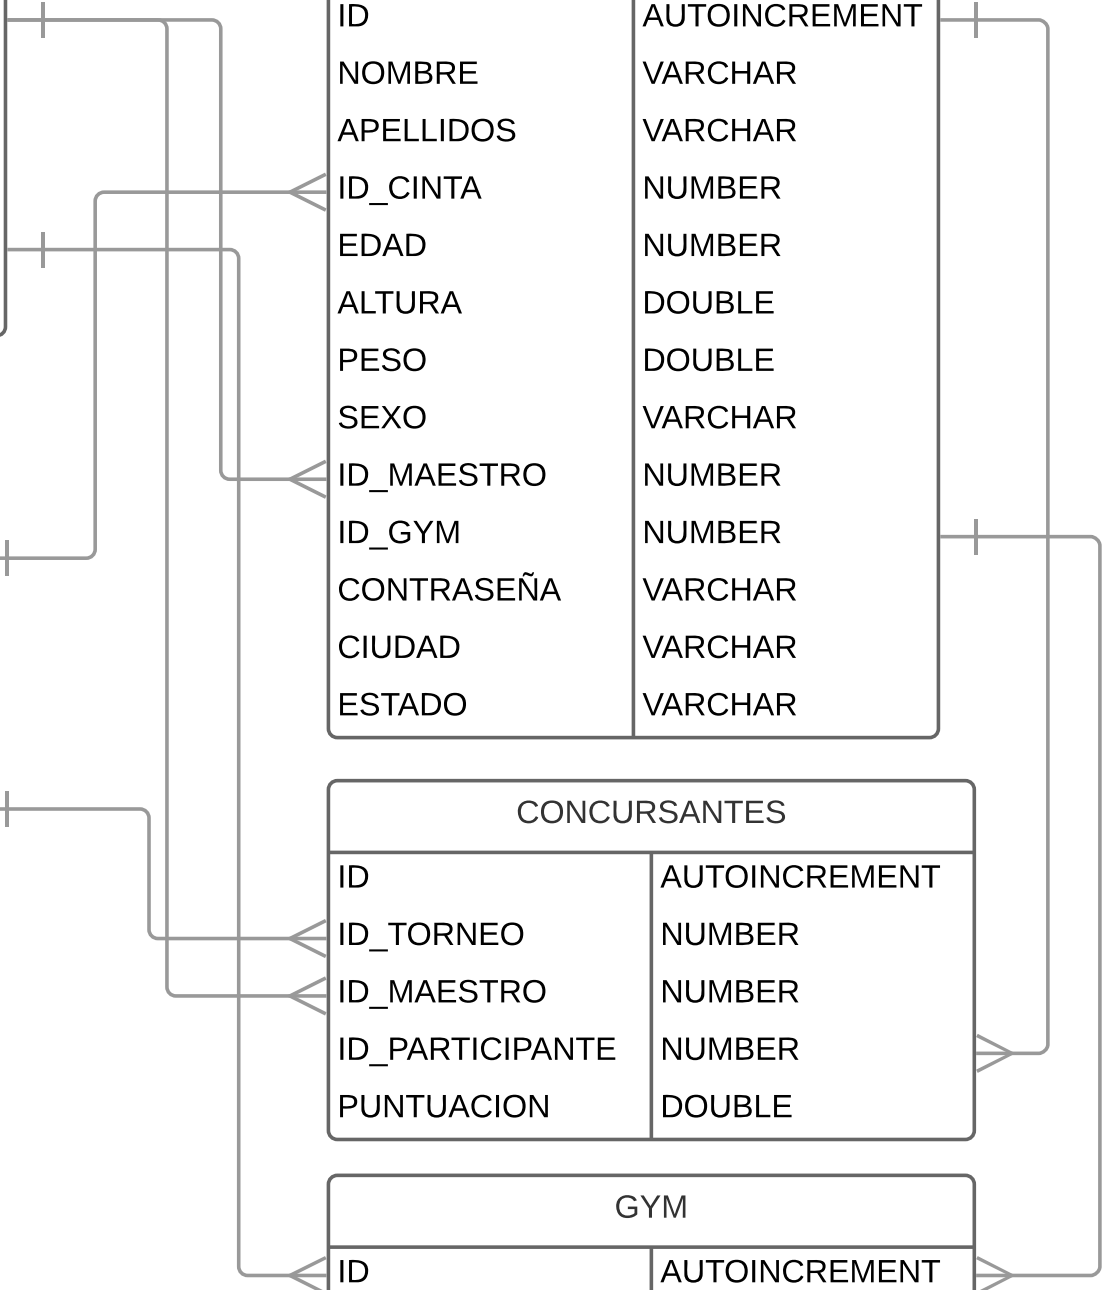 ID AUTOINCREMENT
NOMBRE VARCHAR
APELLIDOS VARCHAR
ID_CINTA NUMBER
EDAD NUMBER
ALTURA DOUBLE
PESO DOUBLE
SEXO VARCHAR
ID_MAESTRO NUMBER
ID_GYM NUMBER
CONTRASEÑA VARCHAR
CIUDAD VARCHAR
ESTADO VARCHAR
CONCURSANTES
ID AUTOINCREMENT
ID_TORNEO NUMBER
ID_MAESTRO NUMBER
ID_PARTICIPANTE NUMBER
PUNTUACION DOUBLE
GYM
ID AUTOINCREMENT